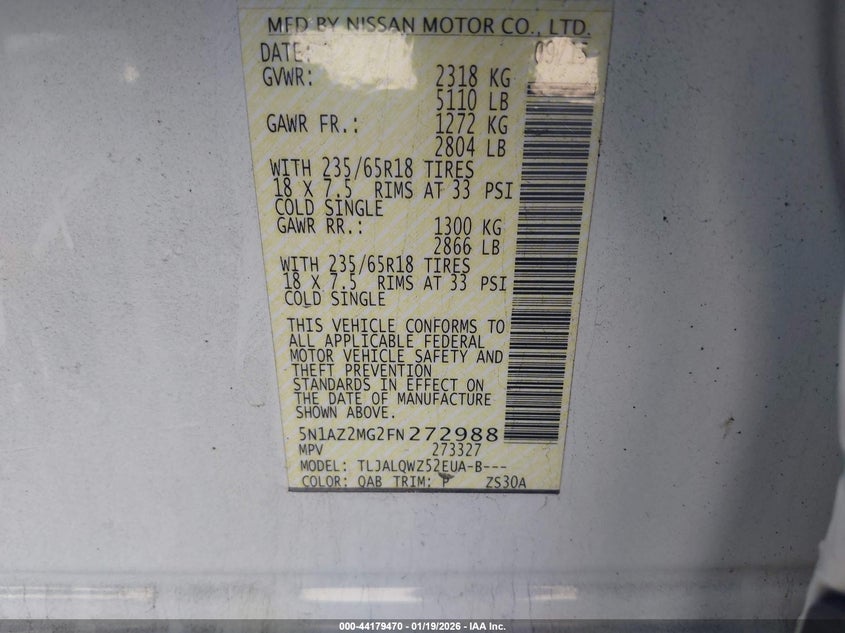 MFD BY NISSAN MOTOR CO., LTD.
DATE: 09/15
GVWR: 2318 KG
5110 LB
GAWR FR.: 1272 KG
2804 LB
WITH 235/65R18 TIRES
18 X 7.5 RIMS AT 33 PSI
COLD SINGLE
GAWR RR.: 1300 KG
2866 LB
WITH 235/65R18 TIRES
18 X 7.5 RIMS AT 33 PSI
COLD SINGLE
THIS VEHICLE CONFORMS TO
ALL APPLICABLE FEDERAL
MOTOR VEHICLE SAFETY AND
THEFT PREVENTION
STANDARDS IN EFFECT ON
THE DATE OF MANUFACTURE
SHOWN ABOVE.
5N1AZ2MG2FN272988
MPV 273327
MODEL: TLJALQWZ52EUA-B---
COLOR: QAB TRIM: P ZS30A
000-44179470 - 01/19/2026 - IAA Inc.